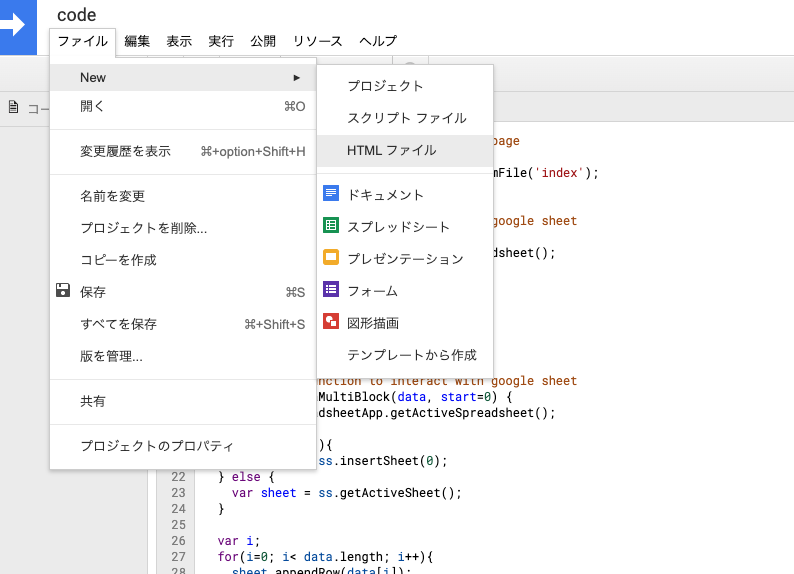 code
ファイル 編集 表示 実行 公開 リソース ヘルプ
New ►
開く ⌘O
変更履歴を表示 ⌘+option+Shift+H
名前を変更
プロジェクトを削除...
コピーを作成
保存 ⌘S
すべてを保存 ⌘+Shift+S
版を管理...
共有
プロジェクトのプロパティ
プロジェクト
スクリプト ファイル
HTML ファイル
ドキュメント
スプレッドシート
プレゼンテーション
フォーム
図形描画
テンプレートから作成
コー
page
mFile('index');
google sheet
dsheet();
nction to interact with google sheet
MultiBlock(data, start=0) {
dsheetApp.getActiveSpreadsheet();
){
ss.insertSheet(0);
22 } else {
23 var sheet = ss.getActiveSheet();
24 }
25
26 var i;
27 for(i=0; i< data.length; i++){
28 sheet.appendRow(data[i]);